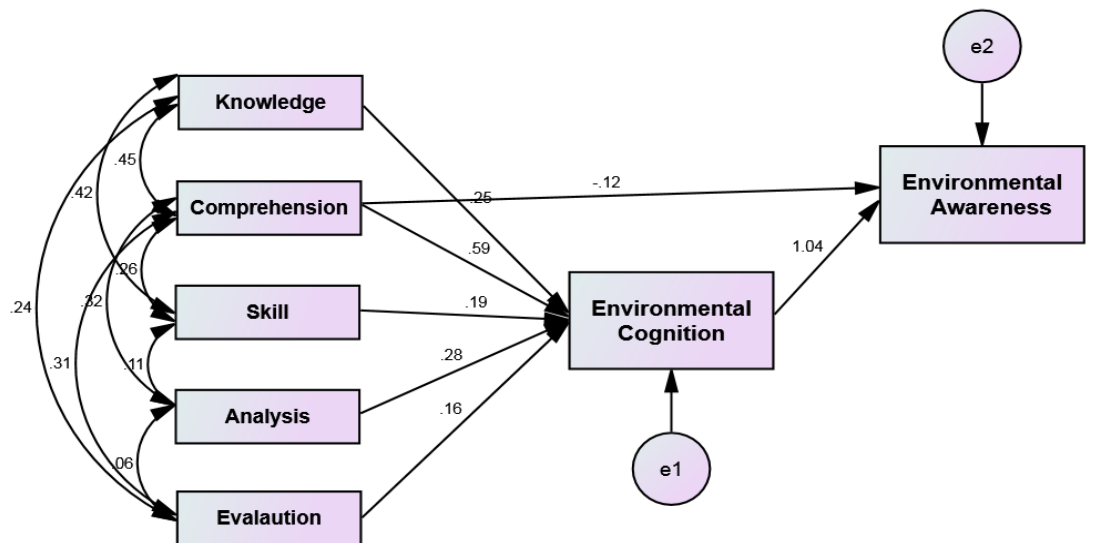 e2
Knowledge
.45
.42
Environmental
Awareness
-.12
Comprehension
.25
.59
1.04
.26
.32
.24
Skill
.19
Environmental
Cognition
.31
.11
.28
Analysis
.16
.06
e1
Evalaution